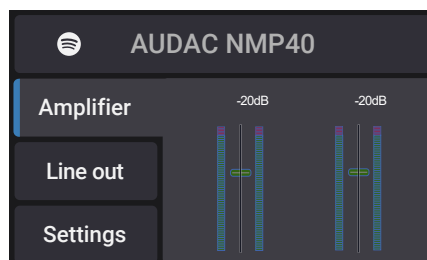 AUDAC NMP40
Amplifier
-20dB -20dB
Line out
Settings